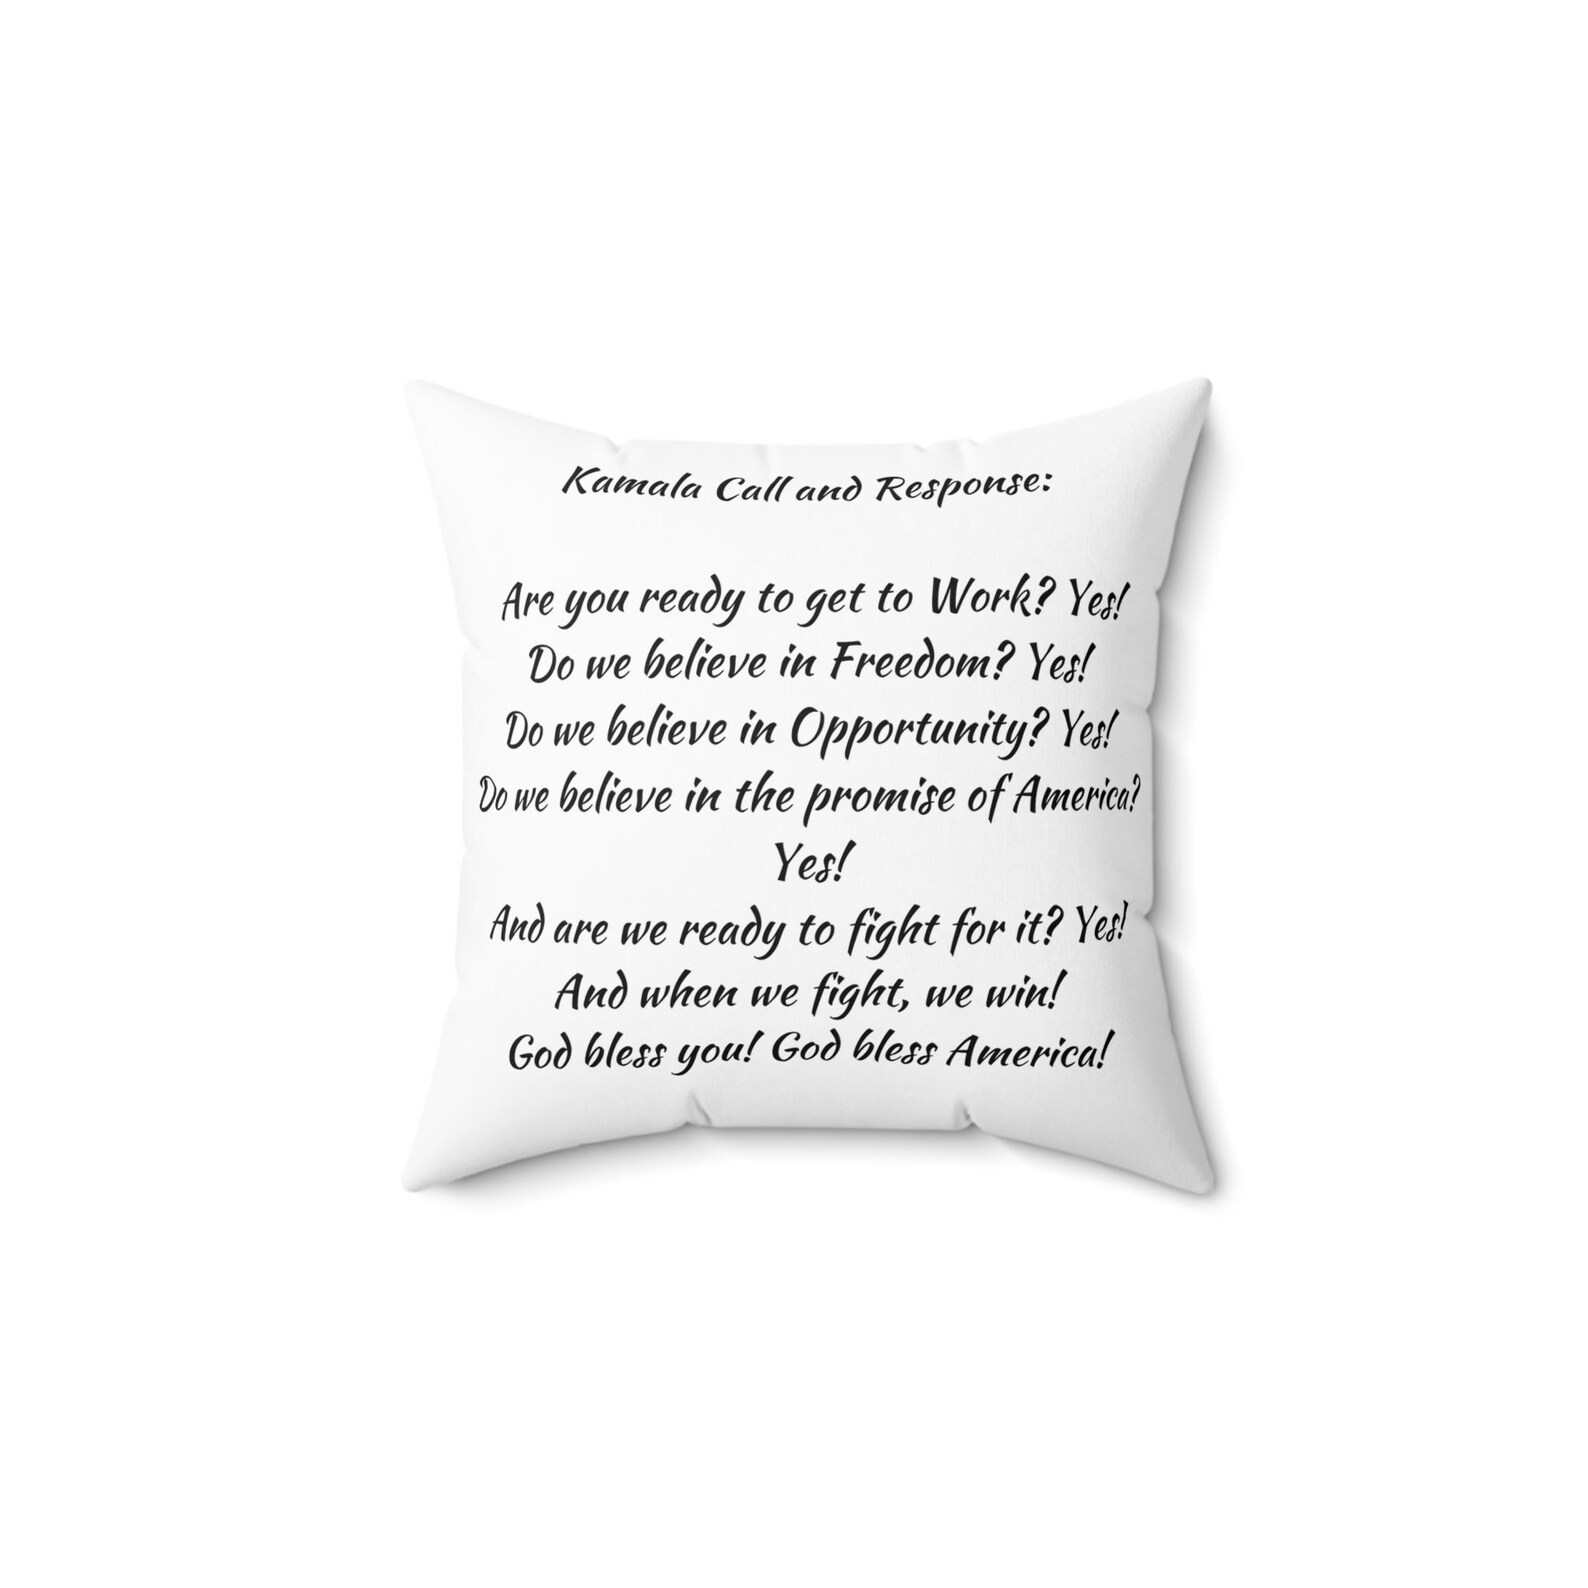 Kamala Call and Response:
Are you ready to get to Work? Yes!
Do we believe in Freedom? Yes!
Do we believe in Opportunity? Yes!
Do we believe in the promise of America?
Yes!
And are we ready to fight for it? Yes!
And when we fight, we win!
God bless you! God bless America!